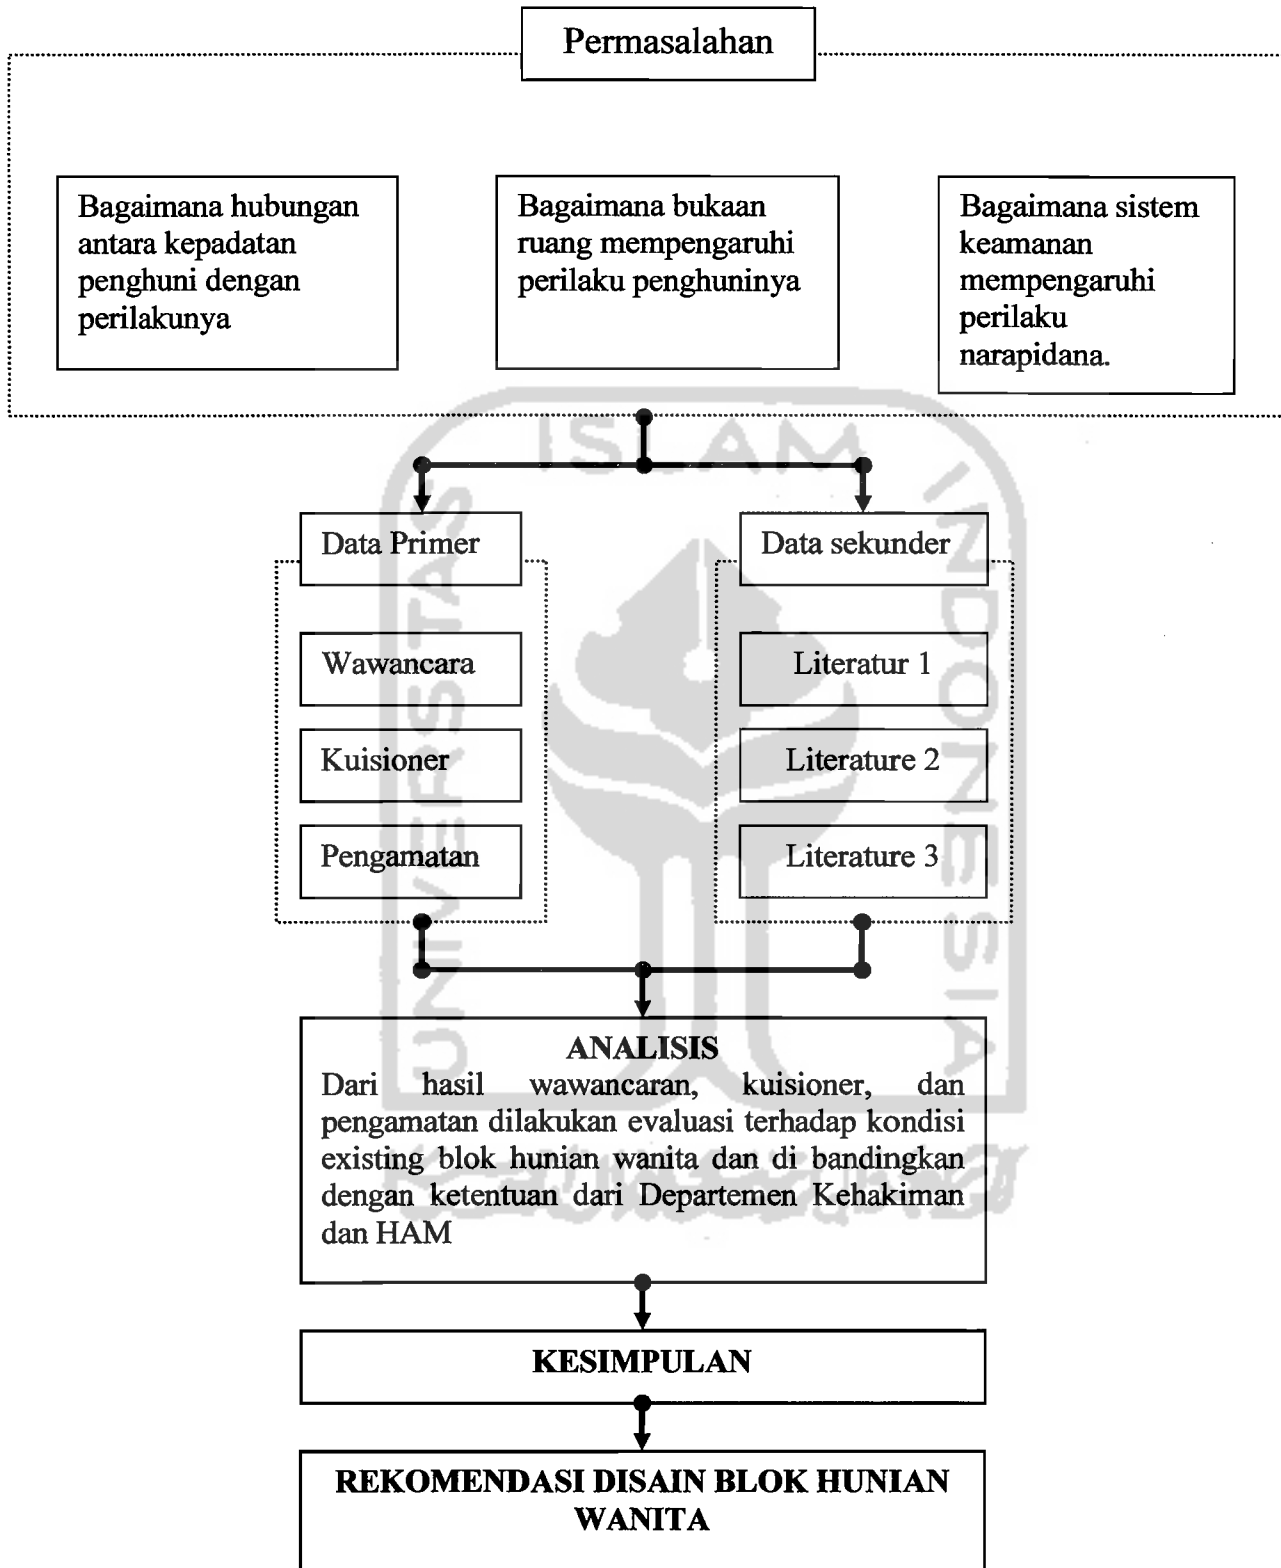 Permasalahan
Bagaimana hubungan
antara kepadatan
penghuni dengan
perilakunya
Bagaimana bukaan
ruang mempengaruhi
perilaku penghuninya
Bagaimana sistem
keamanan
mempengaruhi
perilaku
narapidana.
ISLAM
UNIVERSITAS
INDONESIA
Data Primer
Data sekunder
Wawancara
Literatur 1
Kuisioner
Literature 2
Pengamatan
Literature 3
ANALISIS
Dari hasil wawancaran, kuisioner, dan
pengamatan dilakukan evaluasi terhadap kondisi
existing blok hunian wanita dan di bandingkan
dengan ketentuan dari Departemen Kehakiman
dan HAM
KESIMPULAN
REKOMENDASI DISAIN BLOK HUNIAN
WANITA